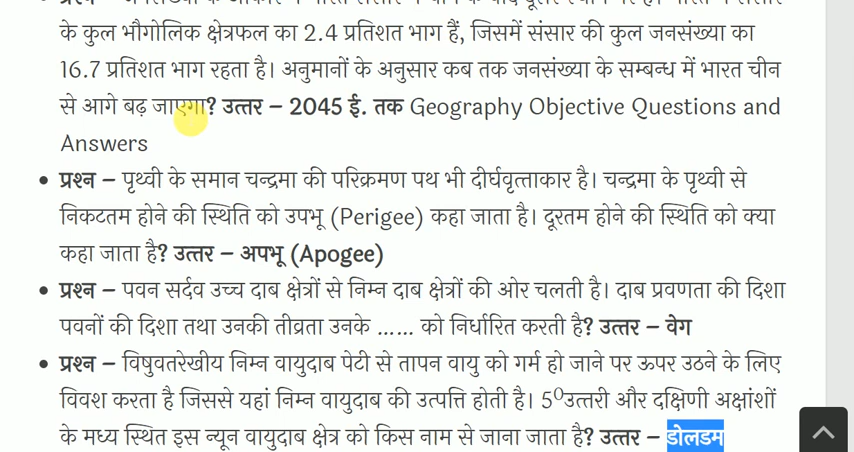 के कुल भौगोलिक क्षेत्रफल का 2.4 प्रतिशत भाग हैं, जिसमें संसार की कुल जनसंख्या का
16.7 प्रतिशत भाग रहता है। अनुमानों के अनुसार कब तक जनसंख्या के सम्बन्ध में भारत चीन
से आगे बढ़ जाएगा? उत्तर – 2045 ई. तक Geography Objective Questions and
Answers
प्रश्न – पृथ्वी के समान चन्द्रमा की परिक्रमण पथ भी दीर्घवृत्ताकार है। चन्द्रमा के पृथ्वी से
निकटतम होने की स्थिति को उपभू (Perigee) कहा जाता है। दूरतम होने की स्थिति को क्या
कहा जाता है? उत्तर – अपभू (Apogee)
प्रश्न – पवन सर्दव उच्च दाब क्षेत्रों से निम्न दाब क्षेत्रों की ओर चलती है। दाब प्रवणता की दिशा
पवनों की दिशा तथा उनकी तीव्रता उनके …… को निर्धारित करती है? उत्तर – वेग
प्रश्न – विषुवतरेखीय निम्न वायुदाब पेटी से तापन वायु को गर्म हो जाने पर ऊपर उठने के लिए
विवश करता है जिससे यहां निम्न वायुदाब की उत्पत्ति होती है। 5⁰उत्तरी और दक्षिणी अक्षांशों
के मध्य स्थित इस न्यून वायुदाब क्षेत्र को किस नाम से जाना जाता है? उत्तर – डोलडम